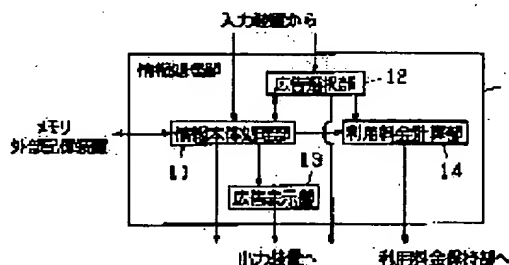 入力装置から
情報処理部
広告選択部
12
メモリ
外部記憶装置
情報本体処理部
利用料金計算部
11
13
14
広告表示部
出力装置へ
利用料金保持部へ